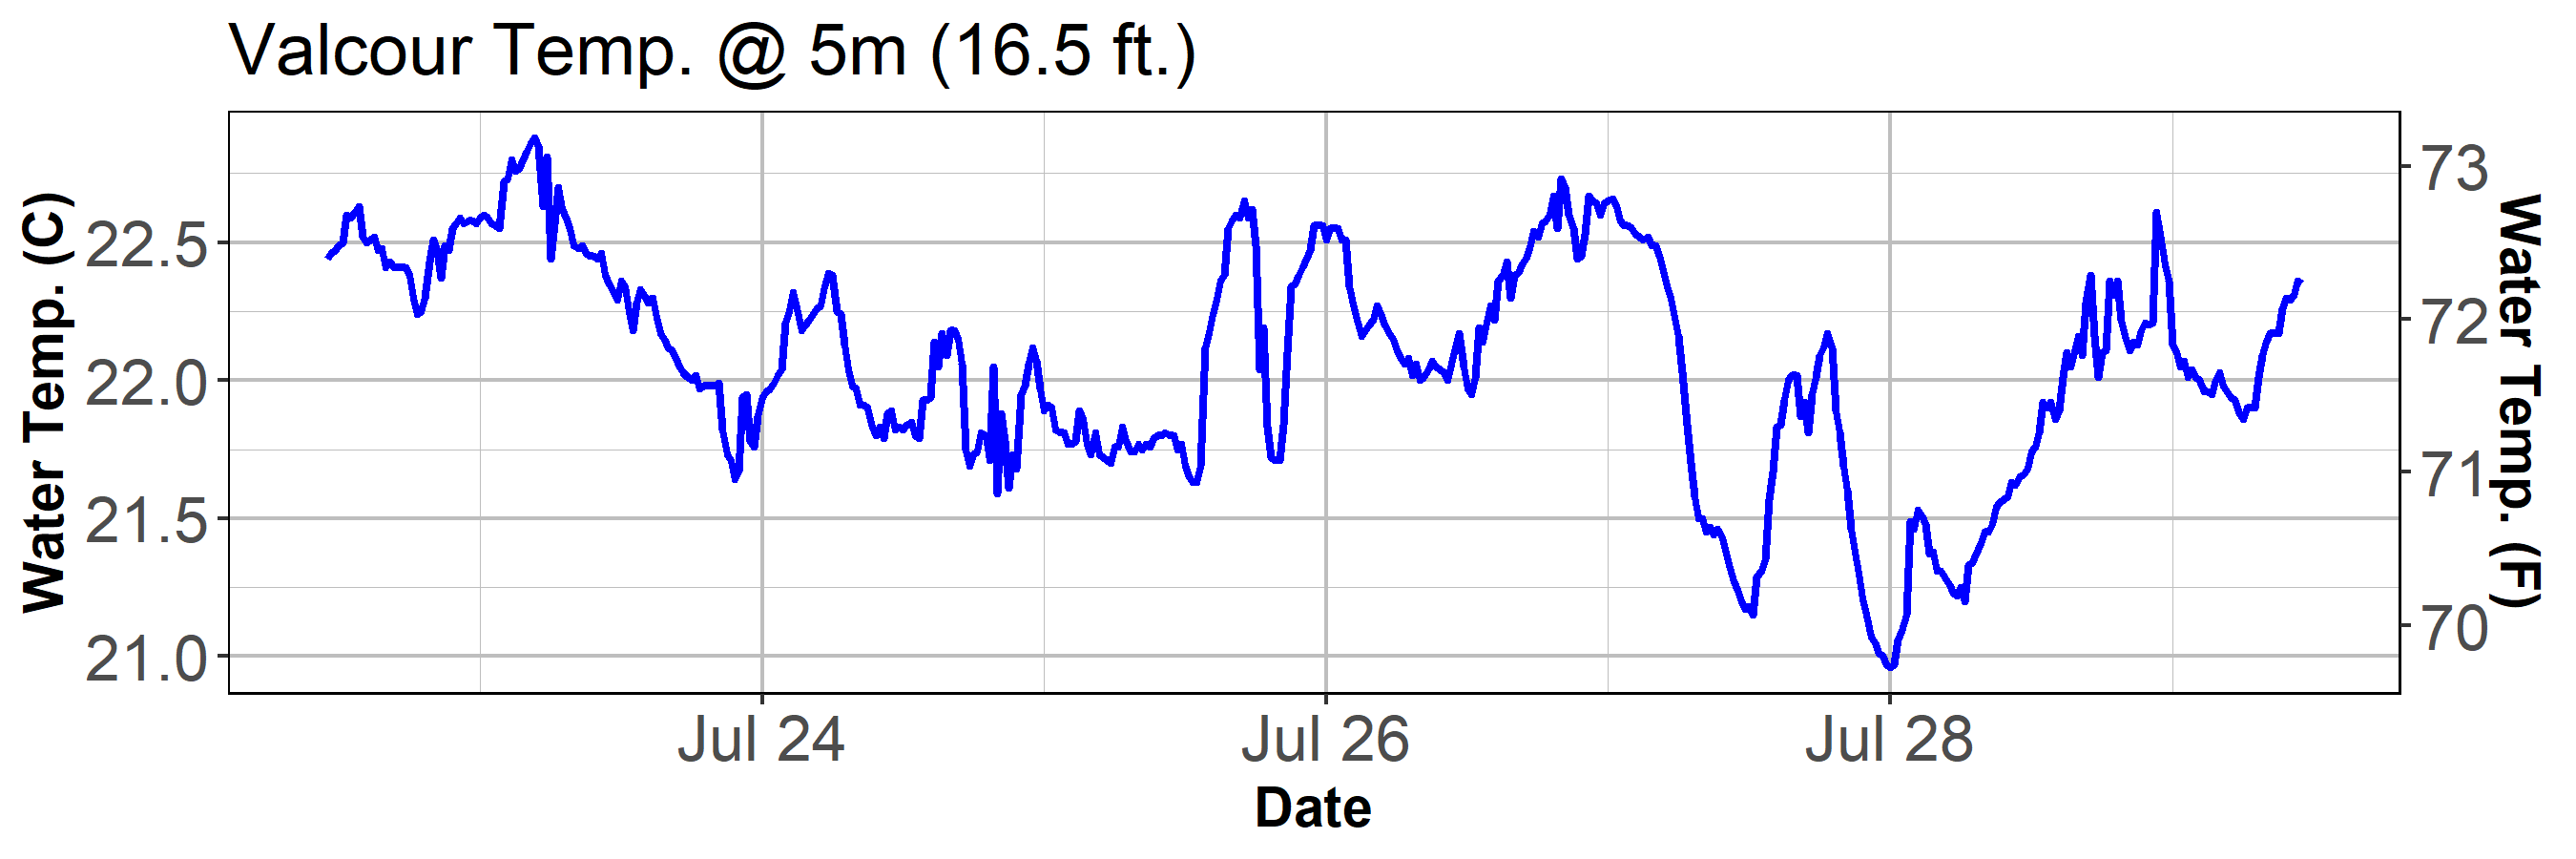 Valcour Temp. @ 5m (16.5 ft.)
Water Temp. (C)
22.5
22.0
21.5
21.0
73
72
71
70
Water Temp. (F)
Jul 24
Jul 26
Jul 28
Date